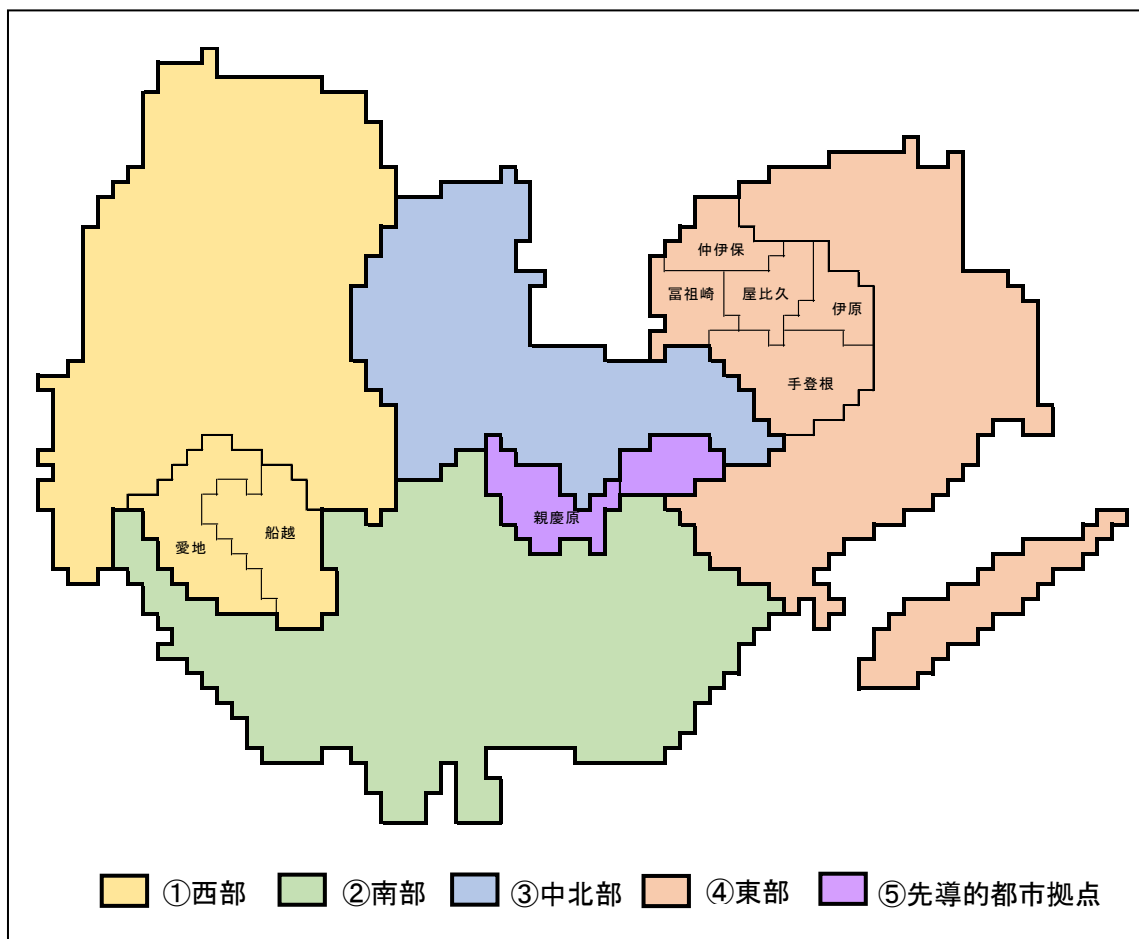 仲伊保
冨祖崎
屋比久
伊原
手登根
親慶原
船越
愛地
①西部
②南部
③中北部
④東部
⑤先導的都市拠点